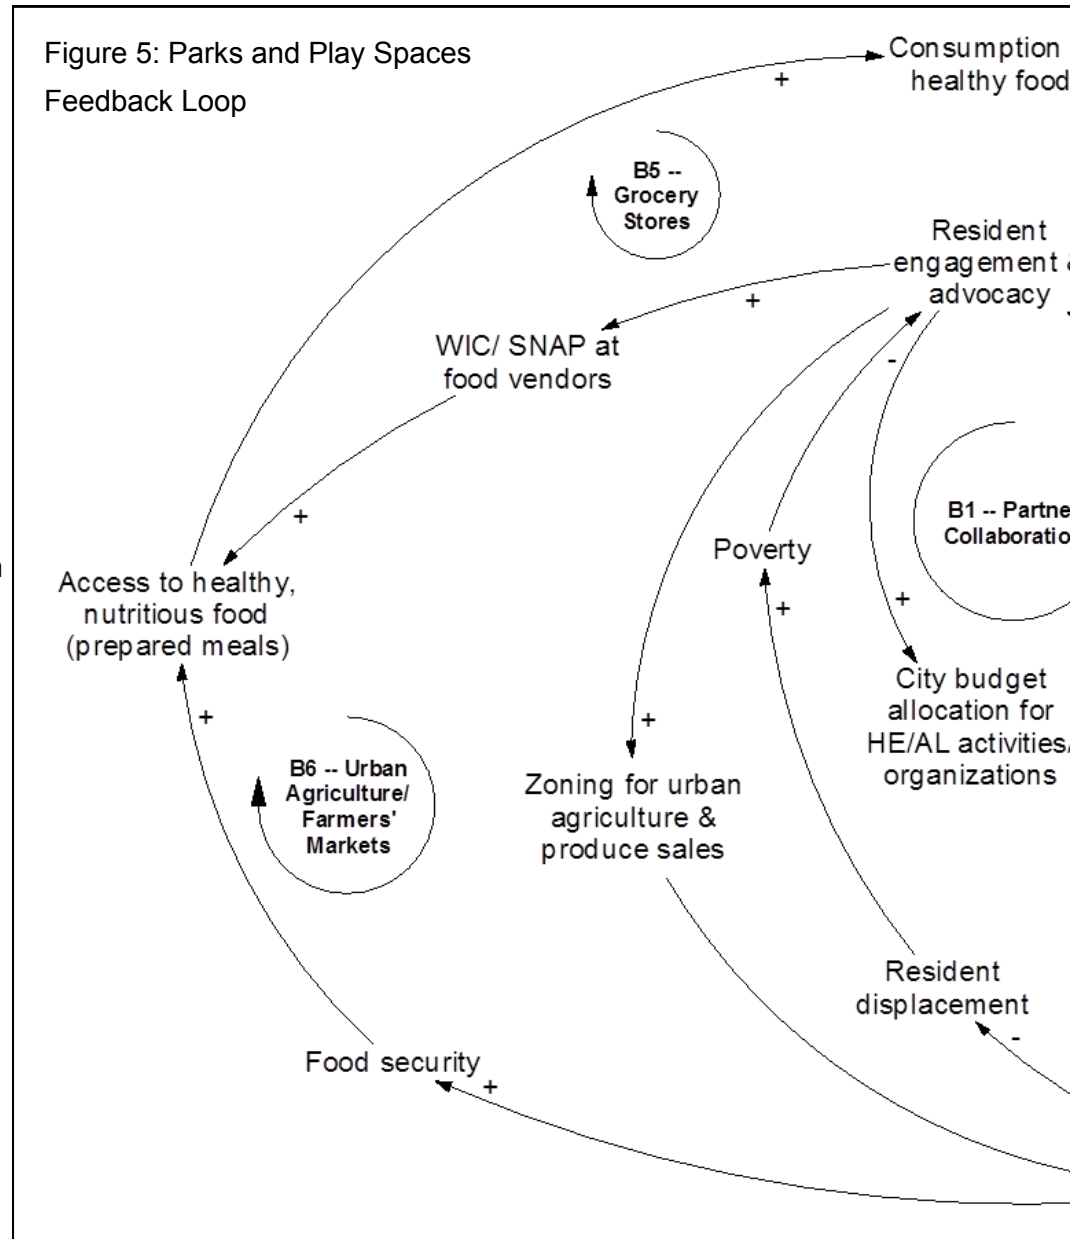 Figure 5: Parks and Play Spaces
Feedback Loop
Consumption
healthy food
+
B5 --
Grocery
Stores
Resident
engagement &
advocacy
+
WIC/ SNAP at
food vendors
-
+
B1 -- Partne
Collaboratio
Poverty
Access to healthy,
nutritious food
(prepared meals)
+
+
City budget
allocation for
HE/AL activities/
organizations
+
+
B6 -- Urban
Agriculture/
Farmers'
Markets
Zoning for urban
agriculture &
produce sales
Resident
displacement
-
Food security
+